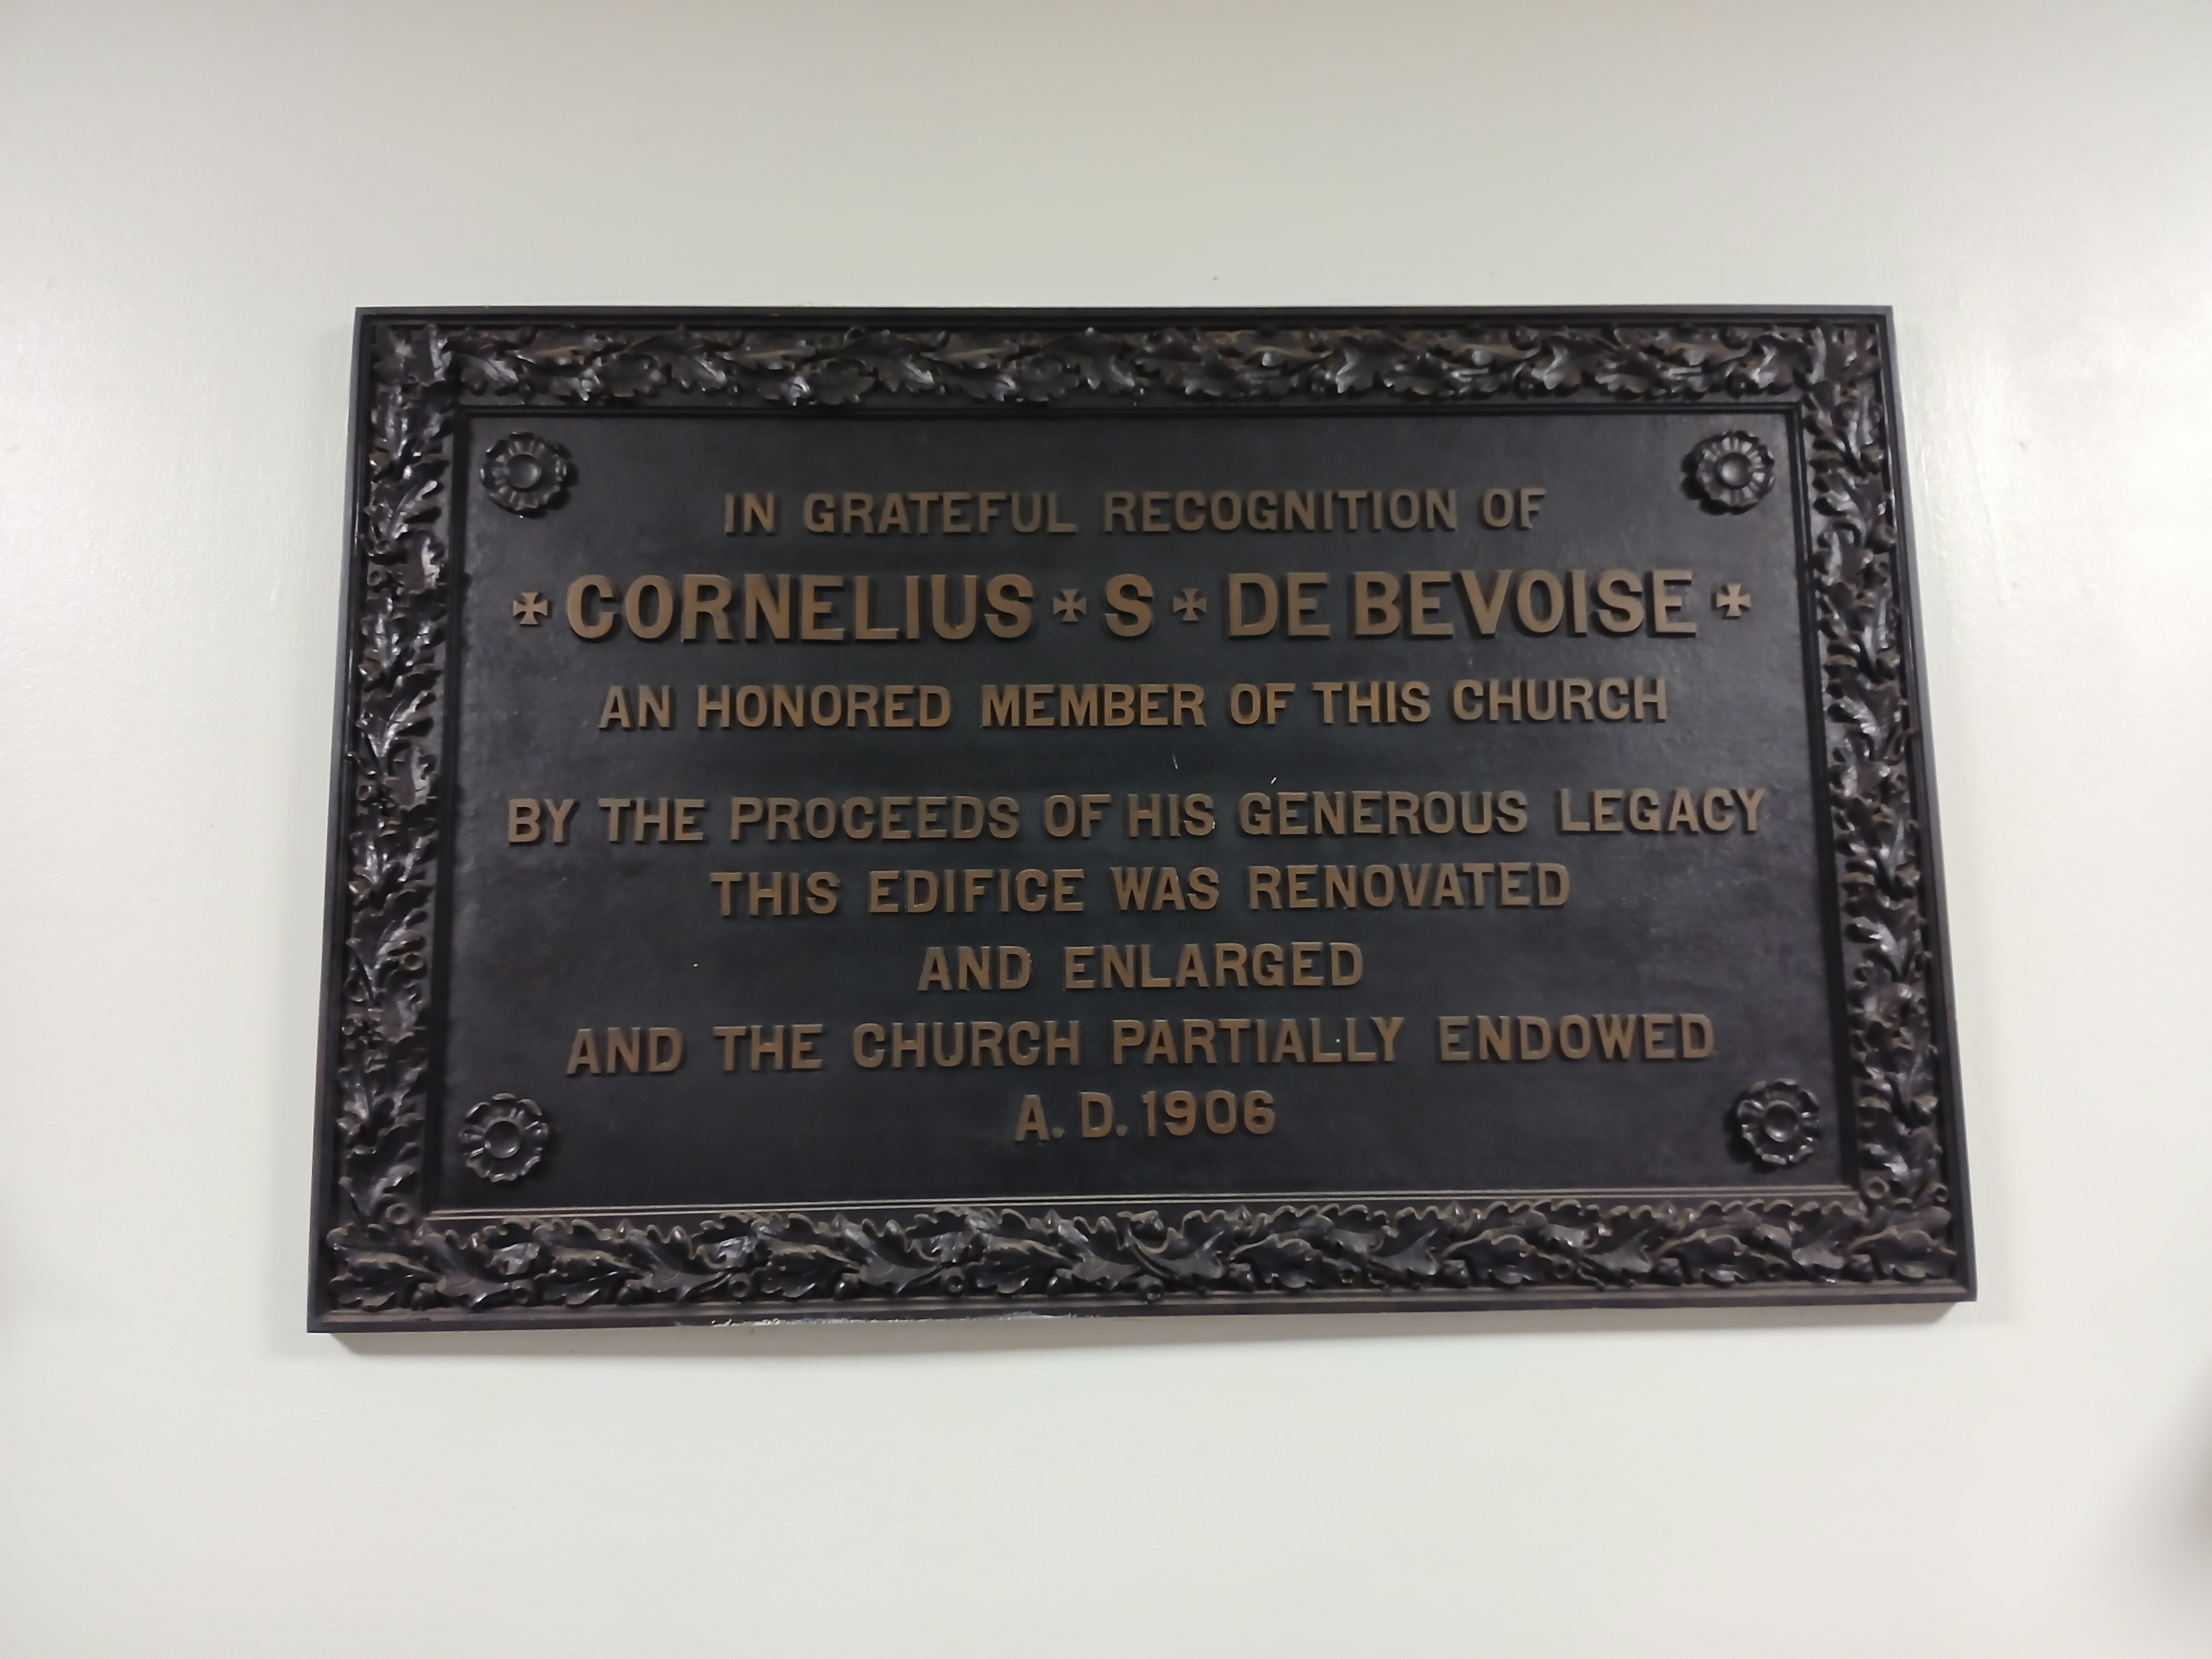 IN GRATEFUL RECOGNITION OF
✠ CORNELIUS ✠ S ✠ DE BEVOISE ✠
AN HONORED MEMBER OF THIS CHURCH
BY THE PROCEEDS OF HIS GENEROUS LEGACY
THIS EDIFICE WAS RENOVATED
AND ENLARGED
AND THE CHURCH PARTIALLY ENDOWED
A. D. 1906